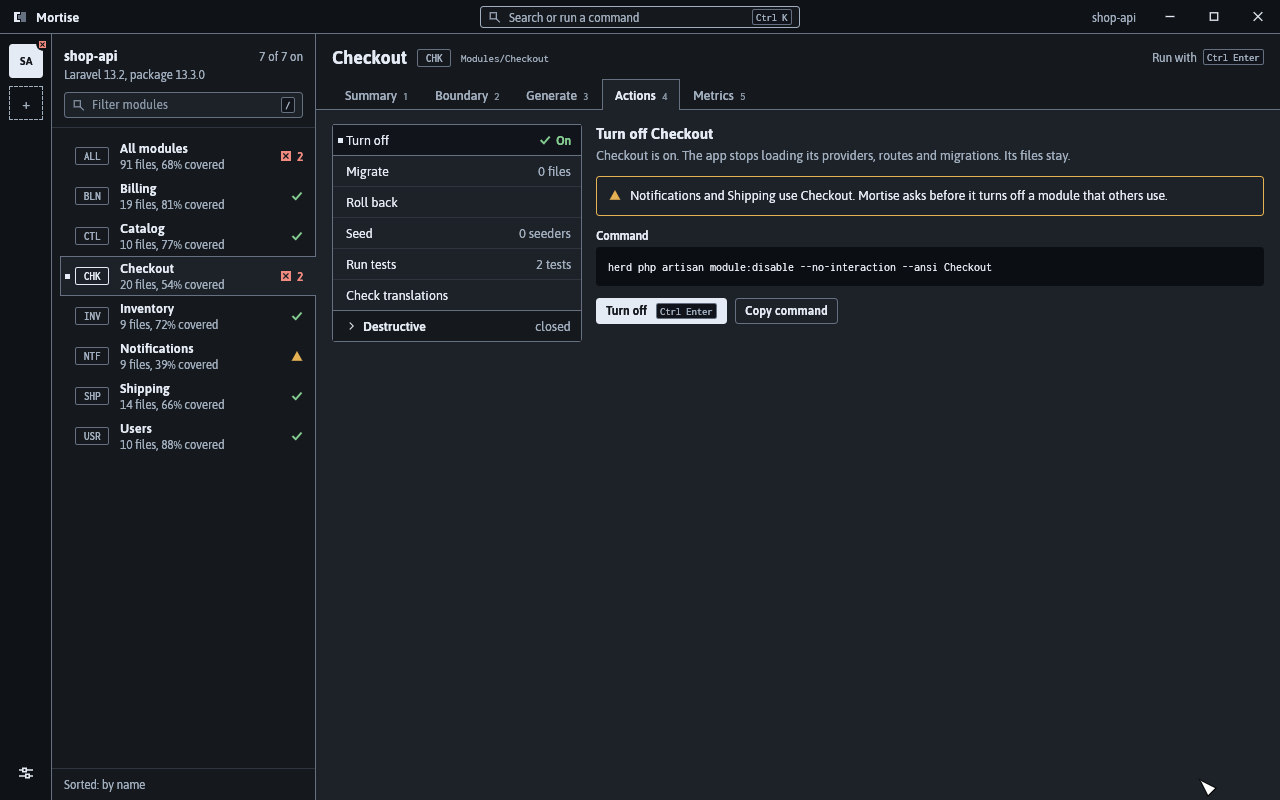 Mortise
Search or run a command
Ctrl K
shop-api
SA
+
shop-api
7 of 7 on
Laravel 13.2, package 13.3.0
Filter modules
/
ALL
All modules
91 files, 68% covered
2
BLN
Billing
19 files, 81% covered
CTL
Catalog
10 files, 77% covered
CHK
Checkout
20 files, 54% covered
2
INV
Inventory
9 files, 72% covered
NTF
Notifications
9 files, 39% covered
SHP
Shipping
14 files, 66% covered
USR
Users
10 files, 88% covered
Sorted: by name
Checkout
CHK
Modules/Checkout
Run with
Ctrl Enter
Summary 1
Boundary 2
Generate 3
Actions 4
Metrics 5
Turn off
On
Migrate
0 files
Roll back
Seed
0 seeders
Run tests
2 tests
Check translations
Destructive
closed
Turn off Checkout
Checkout is on. The app stops loading its providers, routes and migrations. Its files stay.
Notifications and Shipping use Checkout. Mortise asks before it turns off a module that others use.
Command
herd php artisan module:disable --no-interaction --ansi Checkout
Turn off
Ctrl Enter
Copy command